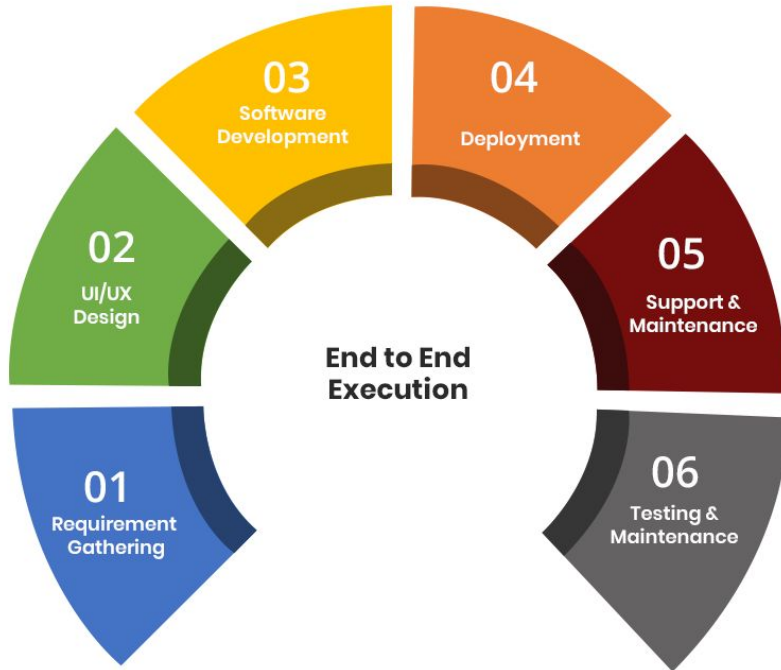 01
Requirement
Gathering
02
UI/UX
Design
03
Software
Development
04
Deployment
05
Support &
Maintenance
06
Testing &
Maintenance
End to End
Execution